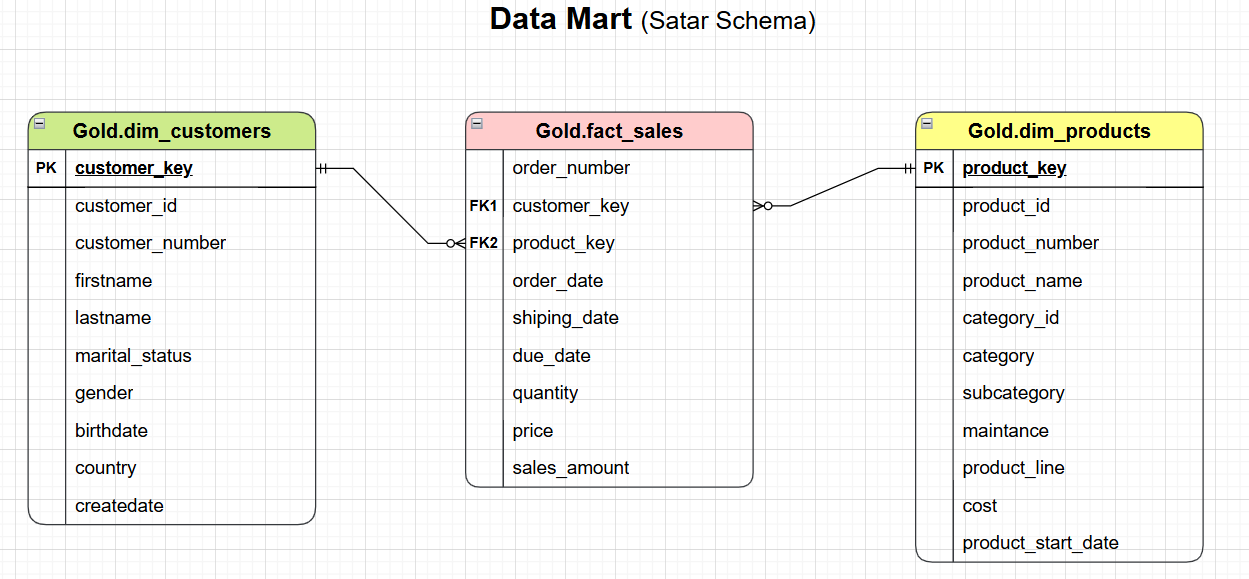 Data Mart (Satar Schema)
Gold.dim_customers
PK customer_key
customer_id
customer_number
firstname
lastname
marital_status
gender
birthdate
country
createdate
Gold.fact_sales
order_number
FK1 customer_key
FK2 product_key
order_date
shiping_date
due_date
quantity
price
sales_amount
Gold.dim_products
PK product_key
product_id
product_number
product_name
category_id
category
subcategory
maintance
product_line
cost
product_start_date